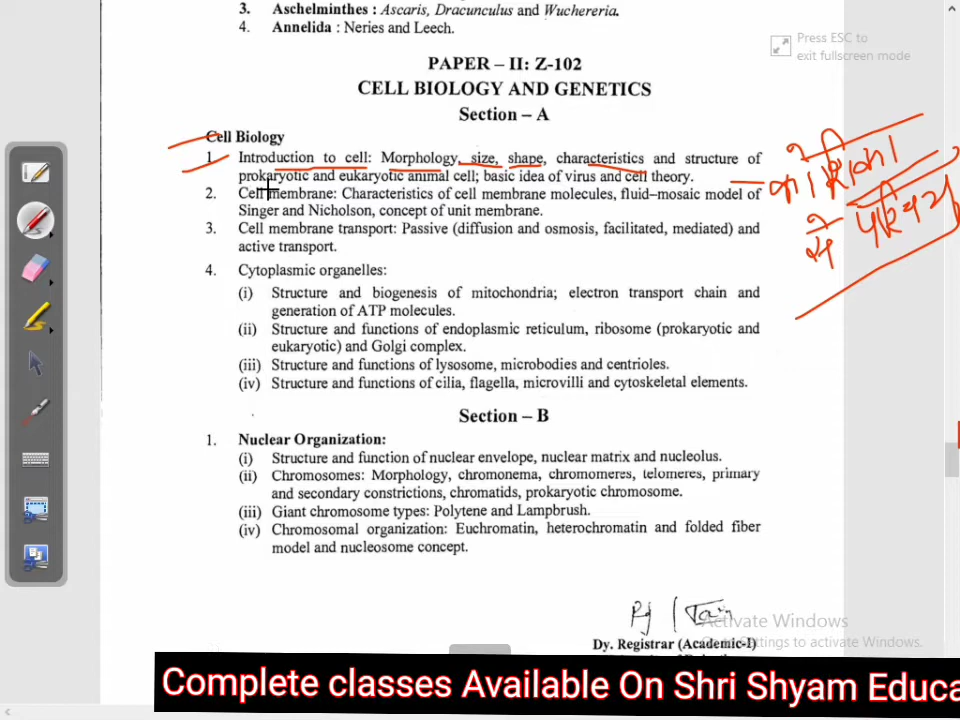 3. Aschelminthes : Ascaris, Dracunculus and Wuchereria.
4. Annelida : Neries and Leech.
Press ESC to
exit fullscreen mode
PAPER – II: Z-102
CELL BIOLOGY AND GENETICS
Section – A
Cell Biology
1. Introduction to cell: Morphology, size, shape, characteristics and structure of
prokaryotic and eukaryotic animal cell; basic idea of virus and cell theory.
कोशिका
से परिचय
2. Cell membrane: Characteristics of cell membrane molecules, fluid-mosaic model of
Singer and Nicholson, concept of unit membrane.
3. Cell membrane transport: Passive (diffusion and osmosis, facilitated, mediated) and
active transport.
4. Cytoplasmic organelles:
(i) Structure and biogenesis of mitochondria; electron transport chain and
generation of ATP molecules.
(ii) Structure and functions of endoplasmic reticulum, ribosome (prokaryotic and
eukaryotic) and Golgi complex.
(iii) Structure and functions of lysosome, microbodies and centrioles.
(iv) Structure and functions of cilia, flagella, microvilli and cytoskeletal elements.
Section – B
1. Nuclear Organization:
(i) Structure and function of nuclear envelope, nuclear matrix and nucleolus.
(ii) Chromosomes: Morphology, chromonema, chromomeres, telomeres, primary
and secondary constrictions, chromatids, prokaryotic chromosome.
(iii) Giant chromosome types: Polytene and Lampbrush.
(iv) Chromosomal organization: Euchromatin, heterochromatin and folded fiber
model and nucleosome concept.
Activate Windows
Go to Settings to activate Windows.
Dy. Registrar (Academic-I)
Complete classes Available On Shri Shyam Educa